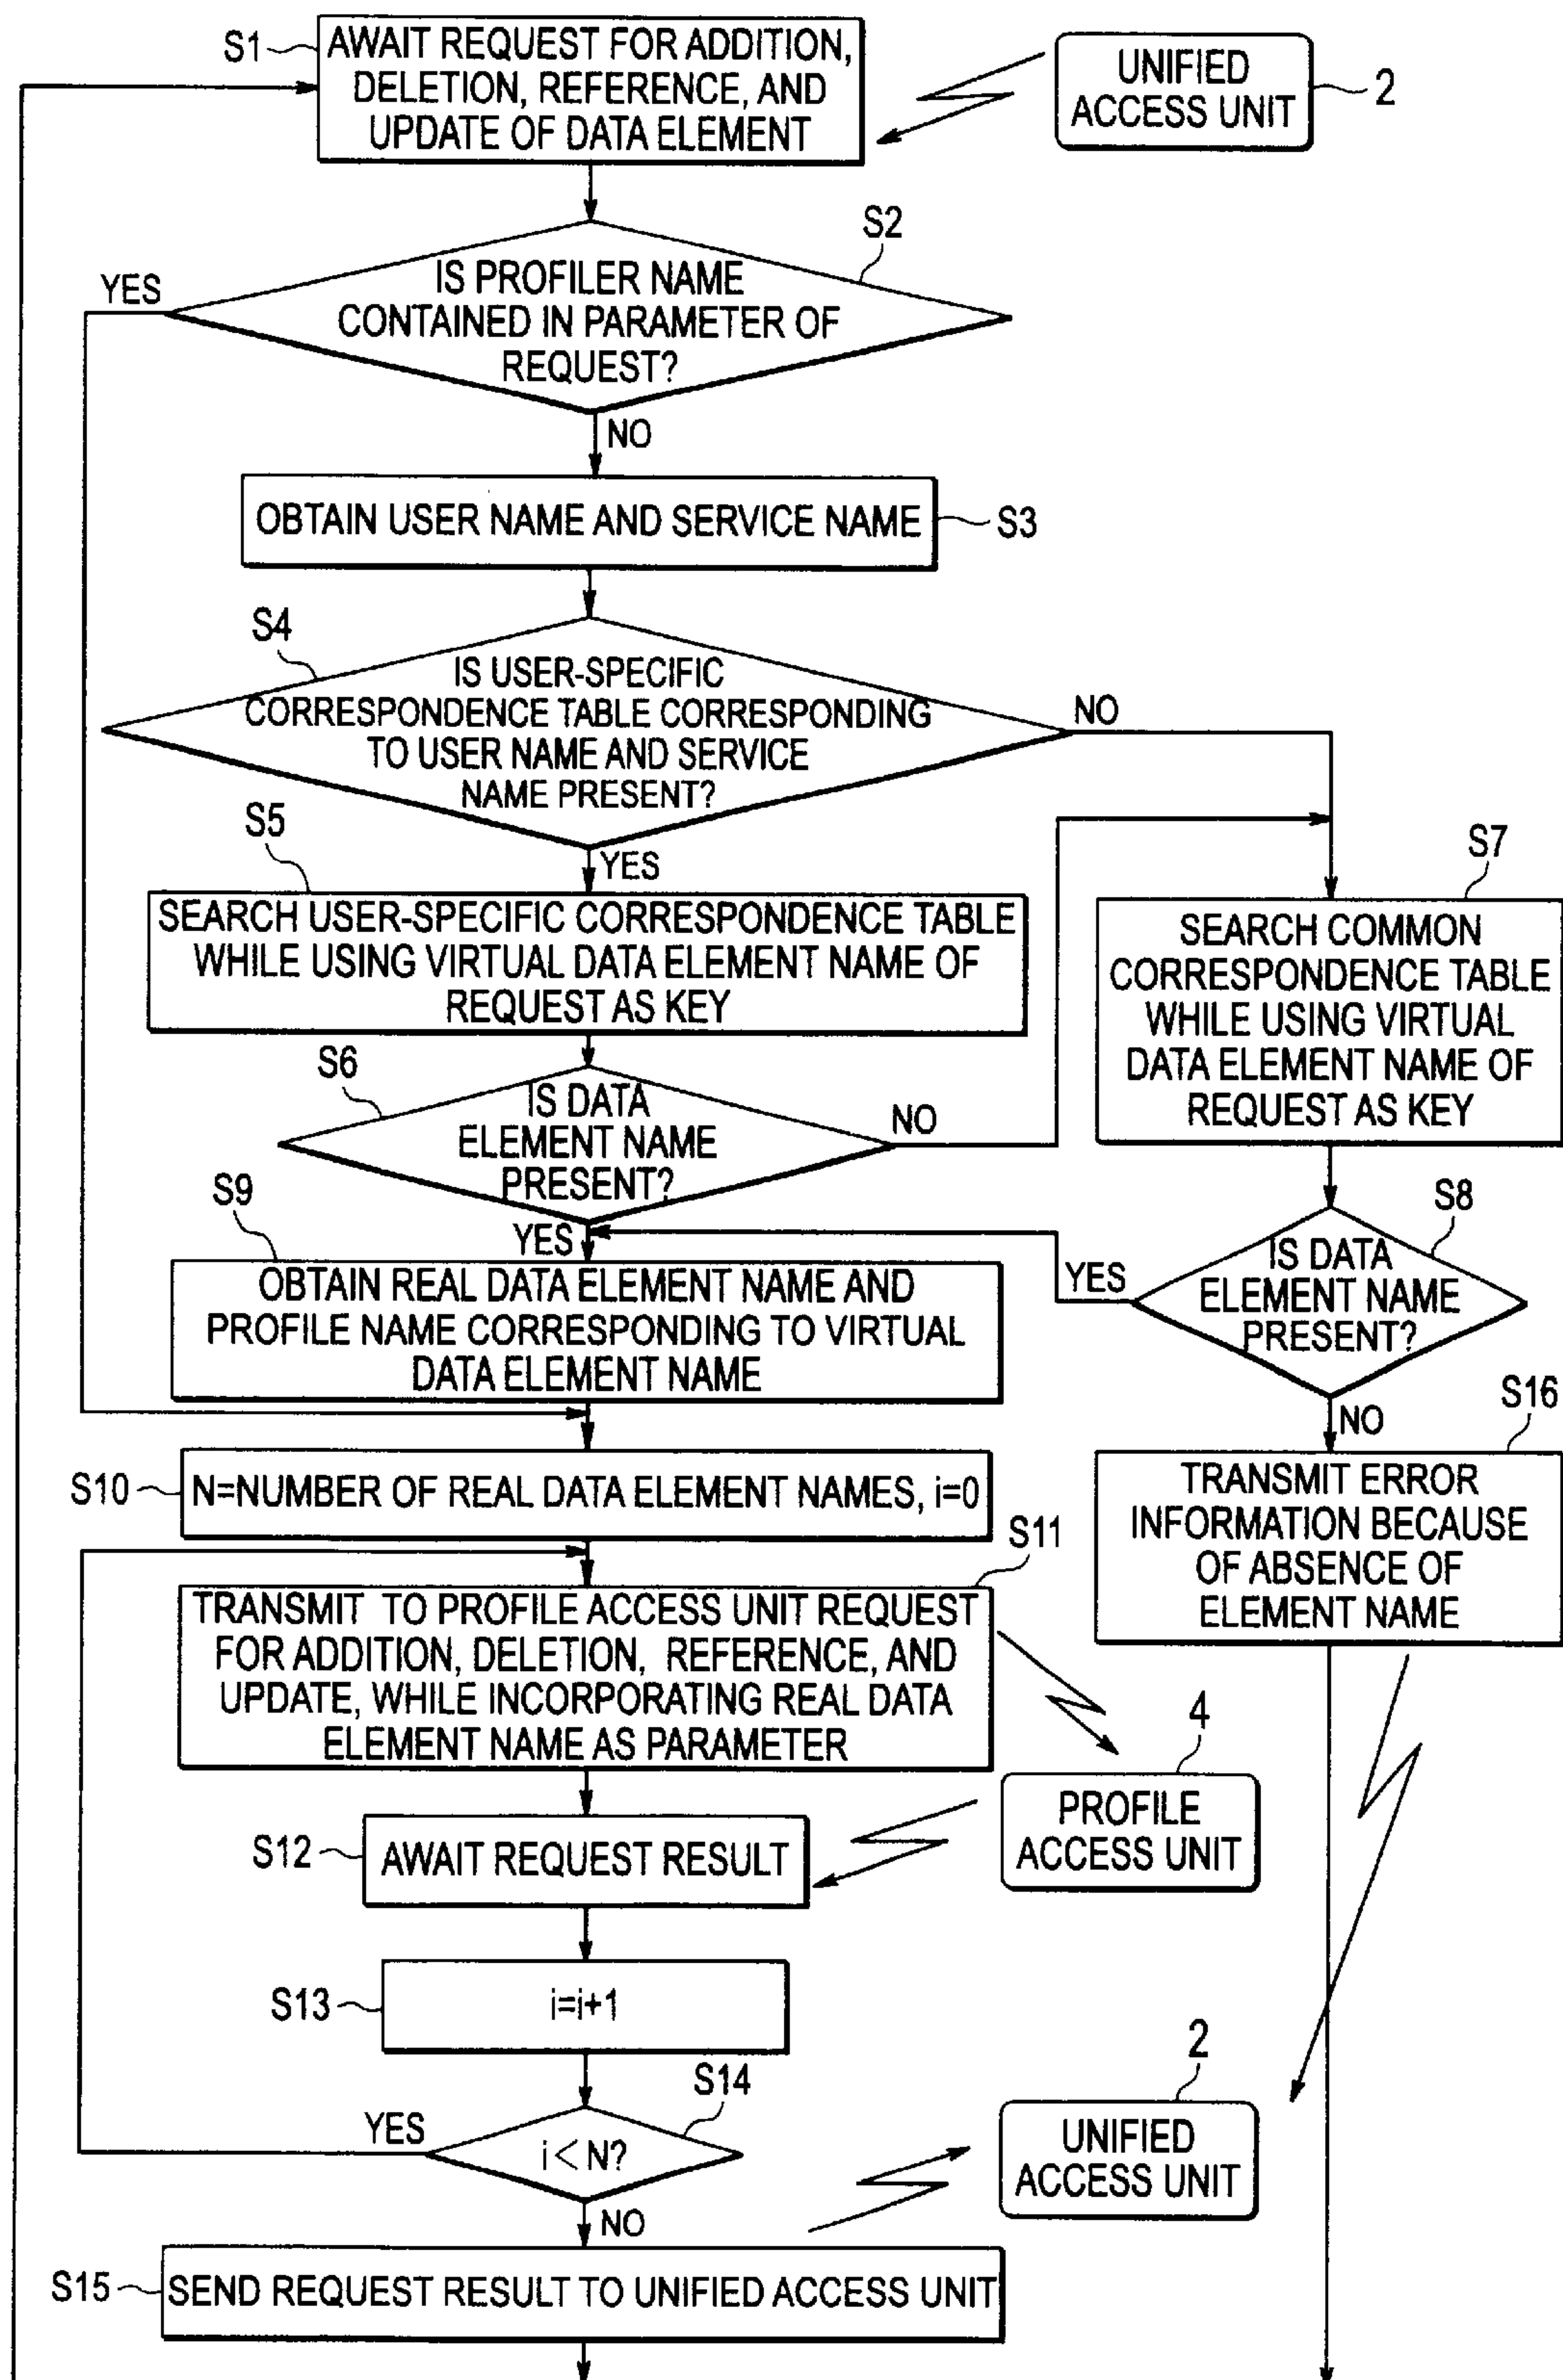 S1
AWAIT REQUEST FOR ADDITION,
DELETION, REFERENCE, AND
UPDATE OF DATA ELEMENT
UNIFIED
ACCESS UNIT
2
S2
IS PROFILER NAME
CONTAINED IN PARAMETER OF
REQUEST?
YES
NO
OBTAIN USER NAME AND SERVICE NAME
S3
S4
IS USER-SPECIFIC
CORRESPONDENCE TABLE CORRESPONDING
TO USER NAME AND SERVICE
NAME PRESENT?
NO
YES
S5
SEARCH USER-SPECIFIC CORRESPONDENCE TABLE
WHILE USING VIRTUAL DATA ELEMENT NAME OF
REQUEST AS KEY
S7
SEARCH COMMON
CORRESPONDENCE TABLE
WHILE USING VIRTUAL
DATA ELEMENT NAME OF
REQUEST AS KEY
S6
IS DATA
ELEMENT NAME
PRESENT?
NO
YES
S8
IS DATA
ELEMENT NAME
PRESENT?
YES
NO
S9
OBTAIN REAL DATA ELEMENT NAME AND
PROFILE NAME CORRESPONDING TO VIRTUAL
DATA ELEMENT NAME
S16
TRANSMIT ERROR
INFORMATION BECAUSE
OF ABSENCE OF
ELEMENT NAME
S10
N=NUMBER OF REAL DATA ELEMENT NAMES, i=0
S11
TRANSMIT TO PROFILE ACCESS UNIT REQUEST
FOR ADDITION, DELETION, REFERENCE, AND
UPDATE, WHILE INCORPORATING REAL DATA
ELEMENT NAME AS PARAMETER
4
PROFILE
ACCESS UNIT
S12
AWAIT REQUEST RESULT
S13
i=i+1
S14
i<N?
YES
NO
2
UNIFIED
ACCESS UNIT
S15
SEND REQUEST RESULT TO UNIFIED ACCESS UNIT